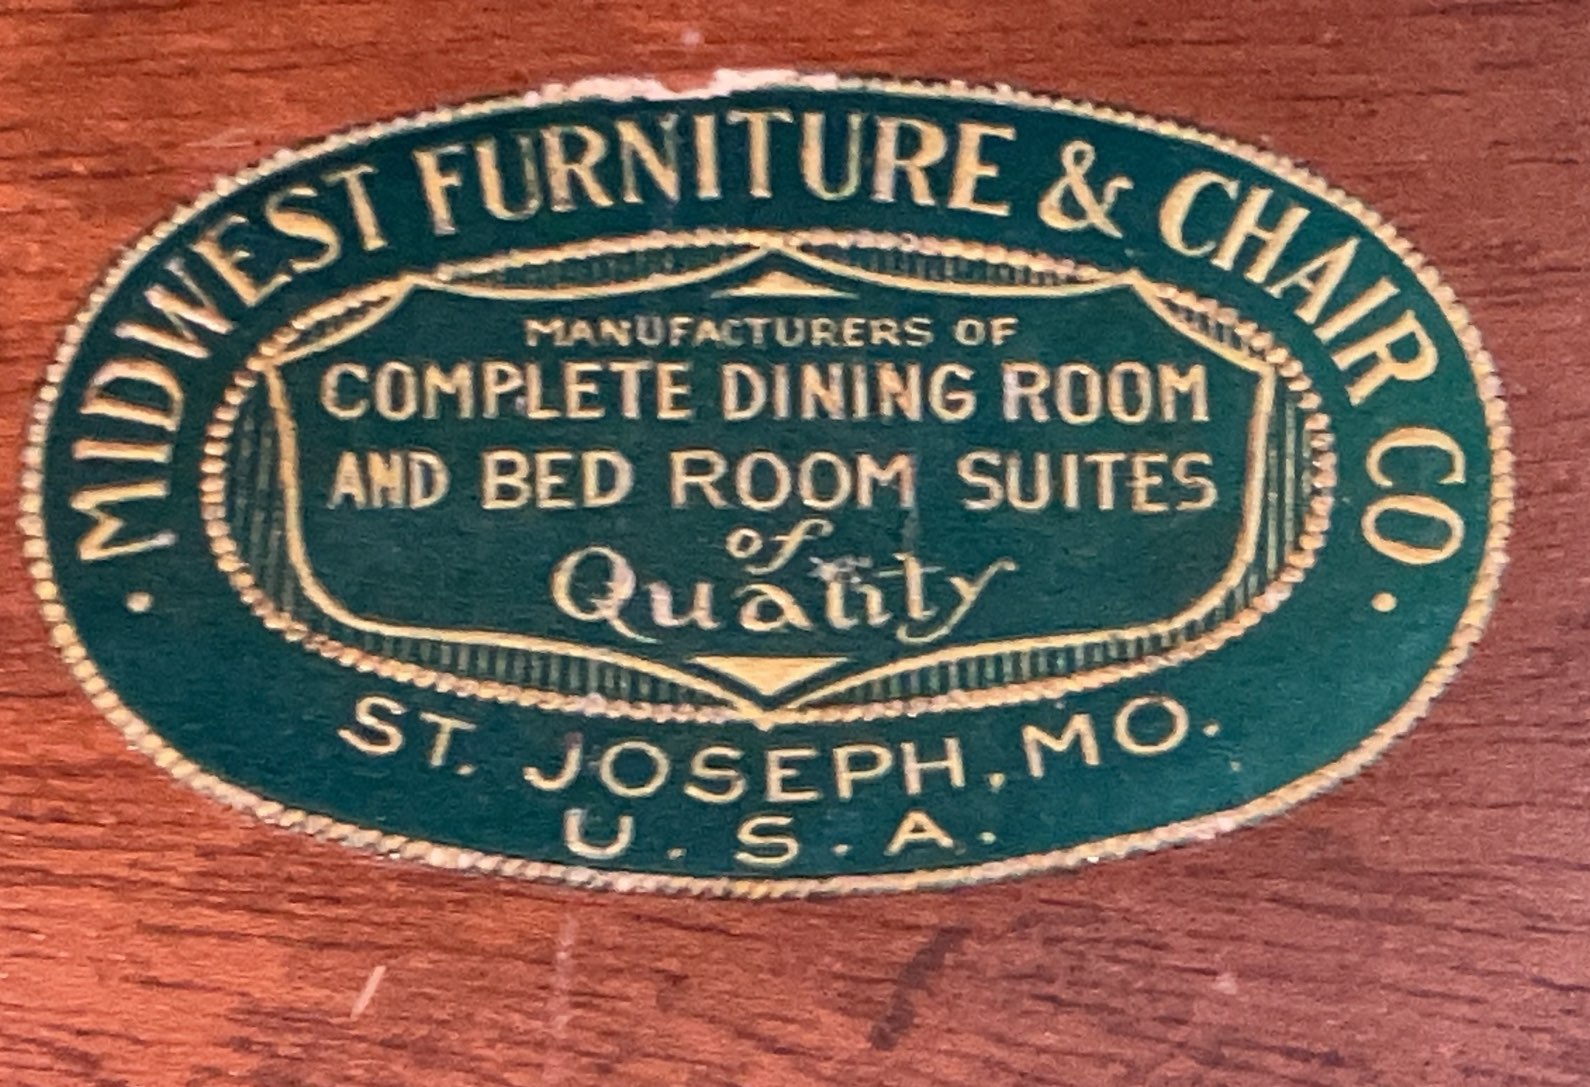 MIDWEST FURNITURE & CHAIR CO
MANUFACTURERS OF
COMPLETE DINING ROOM
AND BED ROOM SUITES
of
Quality
ST. JOSEPH, MO.
U.S.A.